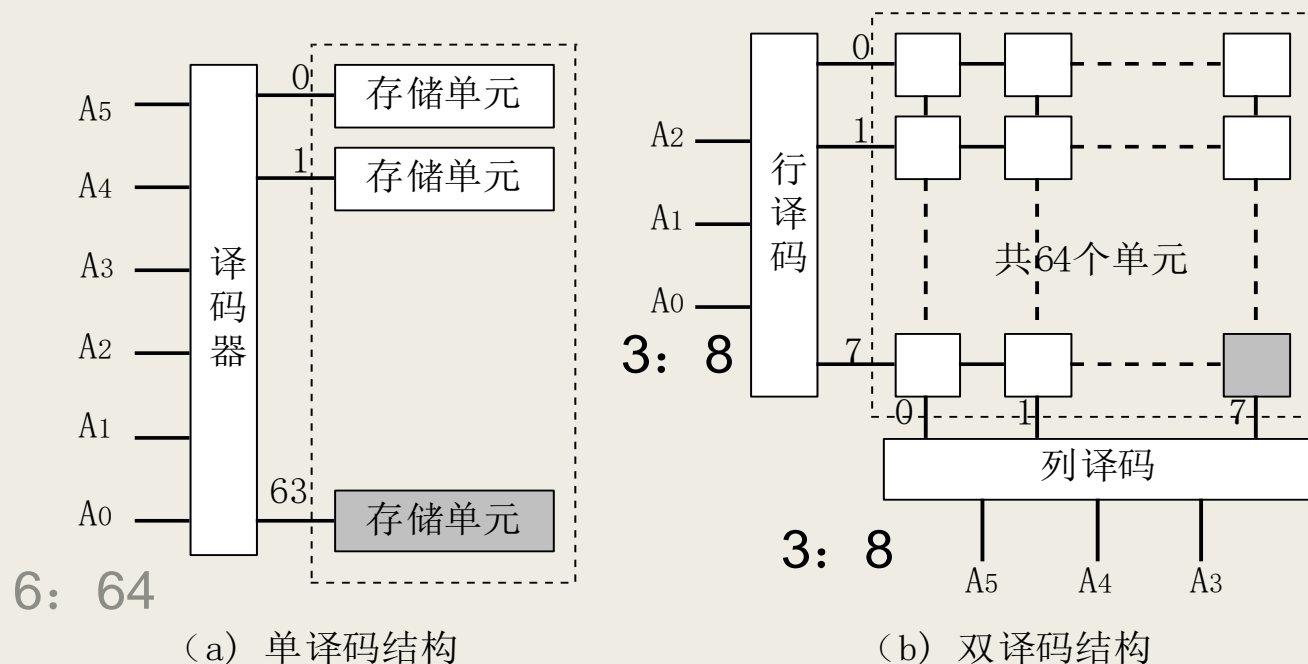 A5
A4
A3
A2
A1
A0
译码器
0
1
63
存储单元
存储单元
存储单元
6：64
（a）单译码结构
A2
A1
A0
3：8
行译码
0
1
7
共64个单元
0
1
7
列译码
3：8
A5
A4
A3
（b）双译码结构